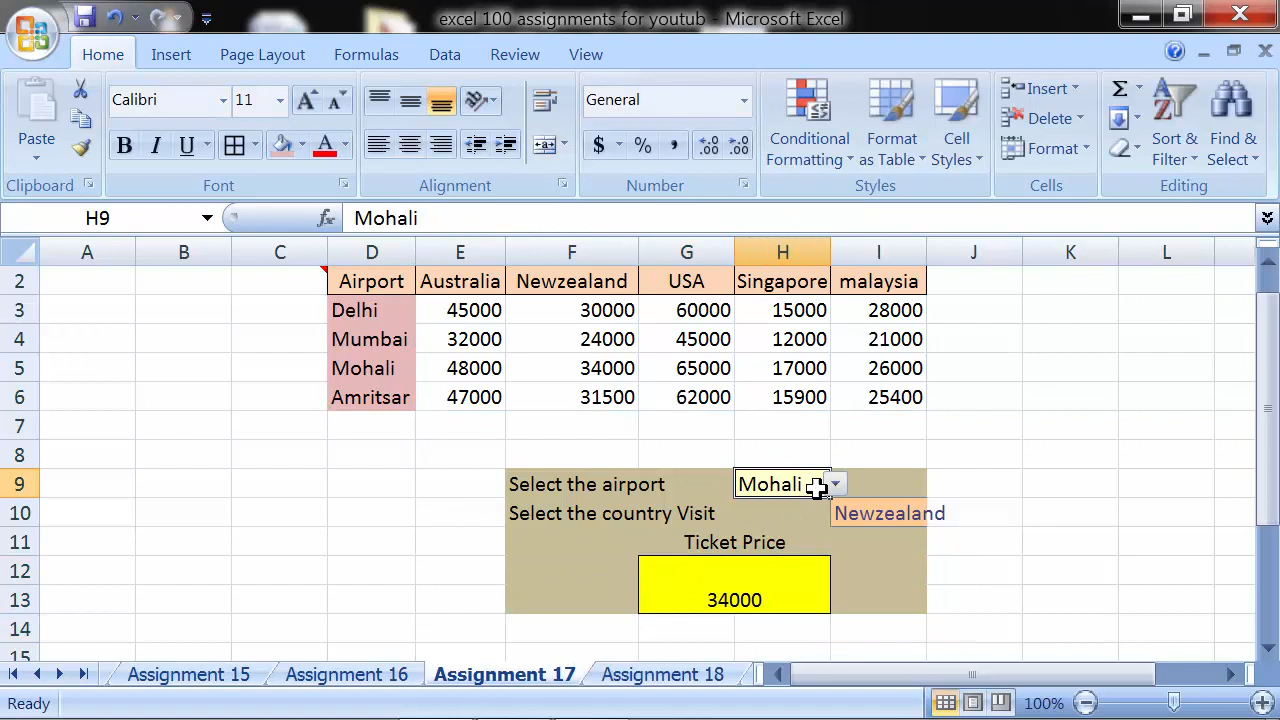 excel 100 assignments for youtub - Microsoft Excel
Home Insert Page Layout Formulas Data Review View
Calibri 11 General Insert Delete Format
Paste B I U $ % , Conditional Formatting Format as Table Cell Styles Sort & Filter Find & Select
Clipboard Font Alignment Number Styles Cells Editing
H9 fx Mohali
A B C D E F G H I J K L
2 Airport Australia Newzealand USA Singapore malaysia
3 Delhi 45000 30000 60000 15000 28000
4 Mumbai 32000 24000 45000 12000 21000
5 Mohali 48000 34000 65000 17000 26000
6 Amritsar 47000 31500 62000 15900 25400
7
8
9 Select the airport Mohali
10 Select the country Visit Newzealand
11 Ticket Price
12
13 34000
14
15
Assignment 15 Assignment 16 Assignment 17 Assignment 18
Ready 100%